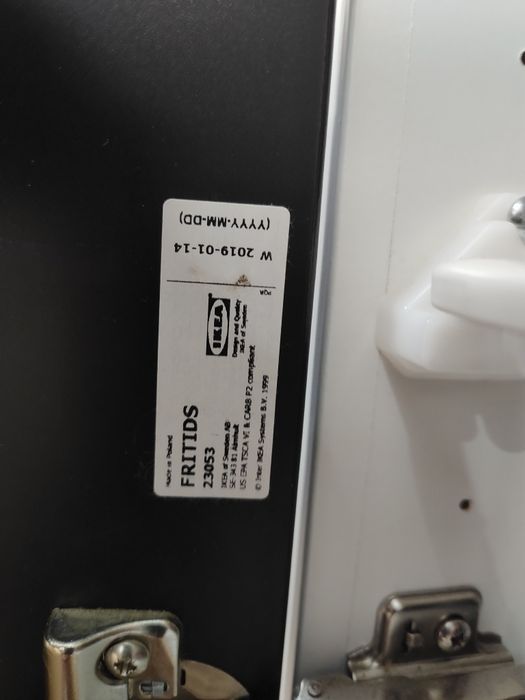 Made in Poland
FRITIDS
23053
IKEA of Sweden AB
SE-343 81 Älmhult
US EPA TSCA VI & CARB P2 compliant
© Inter IKEA Systems B.V. 1999
IKEA
Design and Quality
IKEA of Sweden
PQA
W 2019-01-14
(YYYY-MM-DD)